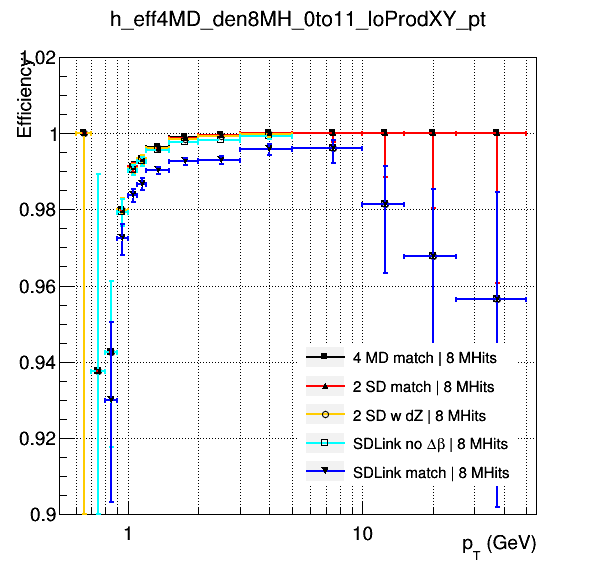 h_eff4MD_den8MH_0to11_loProdXY_pt
Efficiency
1.02
1
0.98
0.96
0.94
0.92
0.9
4 MD match | 8 MHits
2 SD match | 8 MHits
2 SD w dZ | 8 MHits
SDLink no Δβ | 8 MHits
SDLink match | 8 MHits
1
10
p_T (GeV)